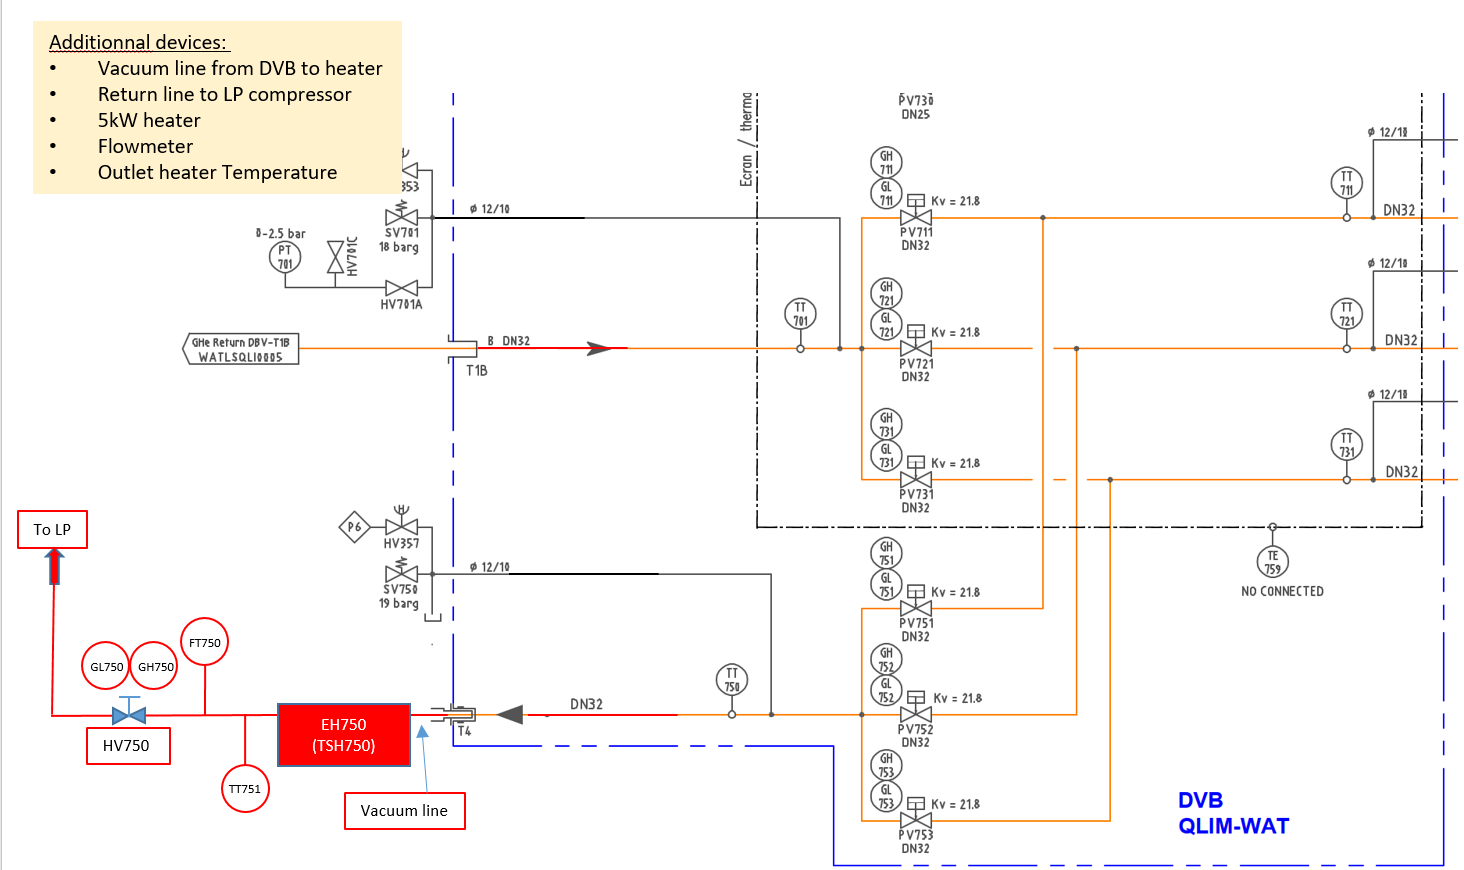 Additionnal devices:
• Vacuum line from DVB to heater
• Return line to LP compressor
• 5kW heater
• Flowmeter
• Outlet heater Temperature
PV730
DN25
Ecran / thermo
H
353
ø 12/10
SV701
18 barg
0-2.5 bar
PT
701
HV701C
HV701A
GH
711
GL
711
Kv = 21.8
PV711
DN32
TT
711
ø 12/10
DN32
GHe Return DBV-T1B
WATLSQLI0005
B DN32
T1B
TT
701
GH
721
GL
721
Kv = 21.8
PV721
DN32
ø 12/10
TT
721
DN32
GH
731
GL
731
Kv = 21.8
PV731
DN32
ø 12/10
TT
731
DN32
To LP
P6
H
HV357
SV750
19 barg
ø 12/10
GH
751
GL
751
Kv = 21.8
PV751
DN32
TE
759
NO CONNECTED
GL750
GH750
FT750
HV750
EH750
(TSH750)
TT751
Vacuum line
T4
DN32
TT
750
GH
752
GL
752
Kv = 21.8
PV752
DN32
GH
753
GL
753
Kv = 21.8
PV753
DN32
DVB
QLIM-WAT